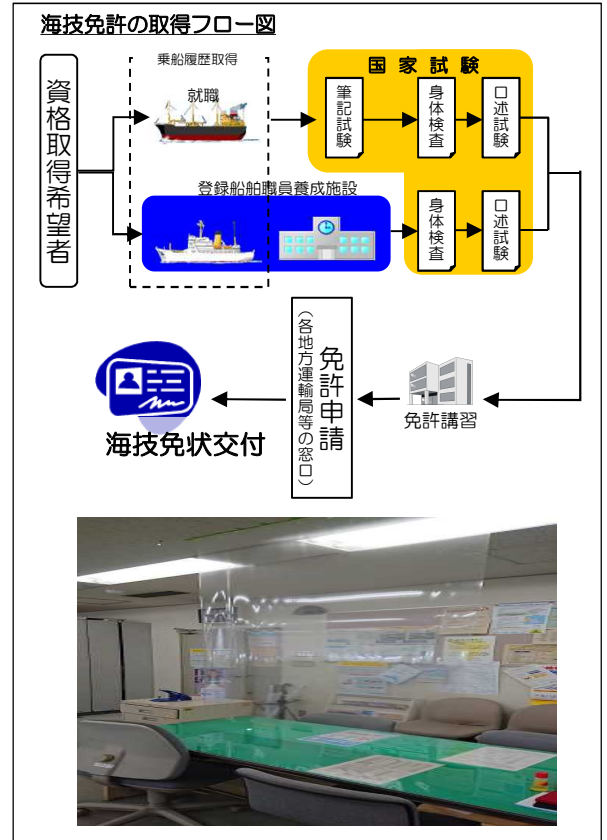 海技免許の取得フロー図
資格取得希望者
乗船履歴取得
就職
登録船舶職員養成施設
国家試験
筆記試験
身体検査
口述試験
身体検査
口述試験
免許講習
免許申請
（各地方運輸局等の窓口）
海技免状交付